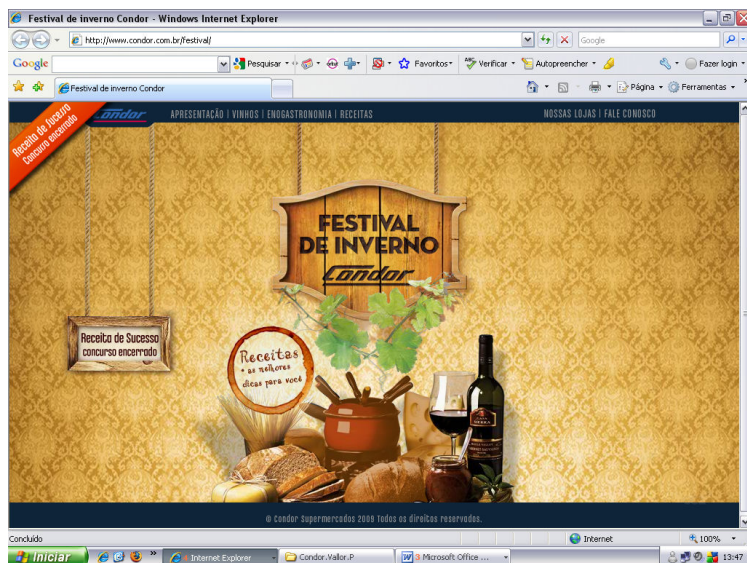 Festival de inverno Condor - Windows Internet Explorer
http://www.condor.com.br/festival/
Google
Google
Pesquisar
Favoritos
Verificar
Autopreencher
Fazer login
Festival de inverno Condor
Página
Ferramentas
Condor
APRESENTAÇÃO | VINHOS | ENOGASTRONOMIA | RECEITAS
NOSSAS LOJAS | FALE CONOSCO
Receita de Sucesso
Concurso encerrado
FESTIVAL
DE INVERNO
Condor
Receita de Sucesso
concurso encerrado
Receitas
• as melhores
dicas para você
© Condor Supermercados 2009 Todos os direitos reservados.
Concluído
Internet
100%
Iniciar
Internet Explorer
Condor.Vallor.P
3 Microsoft Office ...
13:47